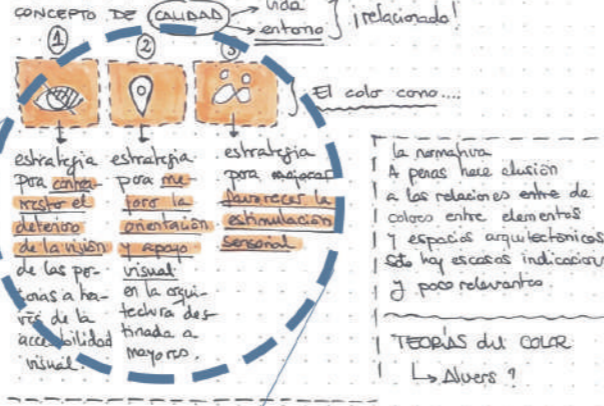 CONCEPTO DE CALIDAD → vida
→ entorno
¡relacionado!
1 2 3
El color como....
estrategia
para contra-
rrestar el
deterioro
de la visión
de las per-
sonas a tra-
vés de la
accesibilidad
visual.
estrategia
para me-
jorar la
orientación
y apoyo
visual
en la arqui-
tectura des-
tinada a
mayores.
estrategia
para mejorar
favorecer la
estimulación
sensorial
la normativa
A penas hace alusión
a las relaciones entre de
colores entre elementos
y espacios arquitectónicos
solo hay escasas indicaciones
y poco relevantes
TEORÍAS del COLOR
↳ Alvers ?